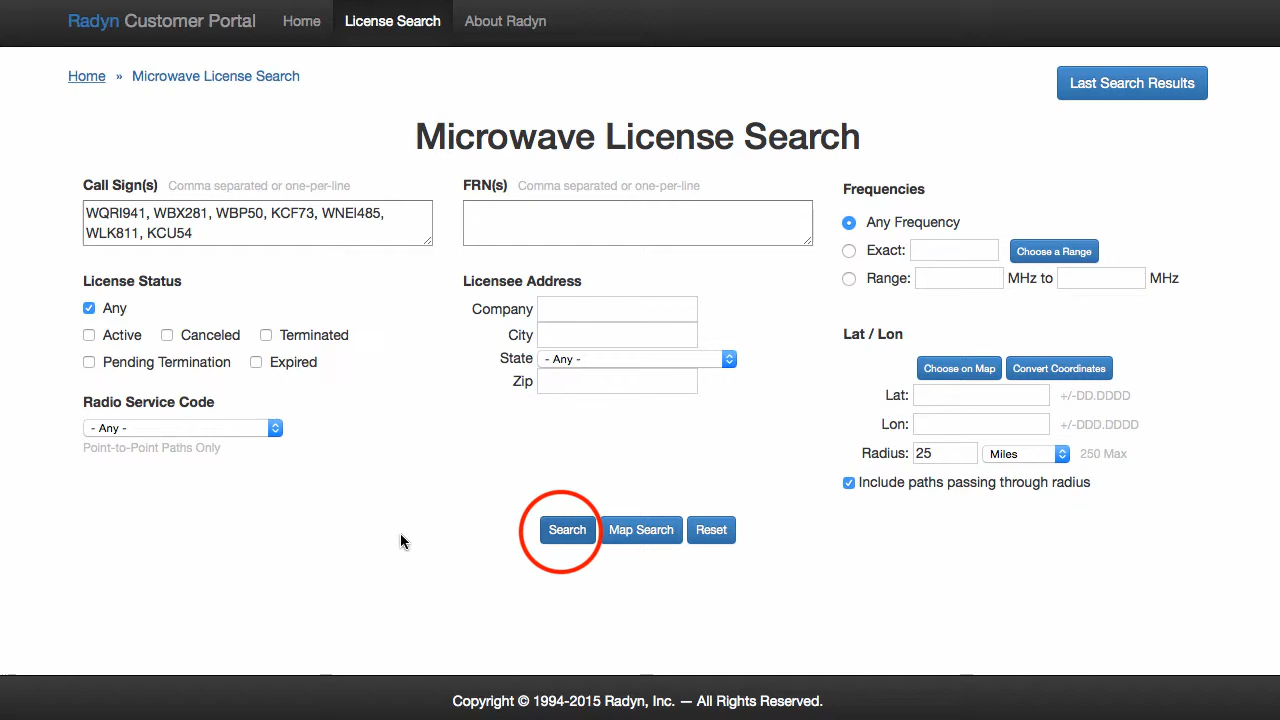 Radyn Customer Portal Home License Search About Radyn
Home » Microwave License Search
Last Search Results
Microwave License Search
Call Sign(s) Comma separated or one-per-line
WQRI941, WBX281, WBP50, KCF73, WNEI485,
WLK811, KCU54
License Status
Any
Active Canceled Terminated
Pending Termination Expired
Radio Service Code
- Any -
Point-to-Point Paths Only
FRN(s) Comma separated or one-per-line
Licensee Address
Company
City
State - Any -
Zip
Frequencies
Any Frequency
Exact: Choose a Range
Range: MHz to MHz
Lat / Lon
Choose on Map Convert Coordinates
Lat: +/-DD.DDDD
Lon: +/-DDD.DDDD
Radius: 25 Miles 250 Max
Include paths passing through radius
Search Map Search Reset
Copyright © 1994-2015 Radyn, Inc. — All Rights Reserved.